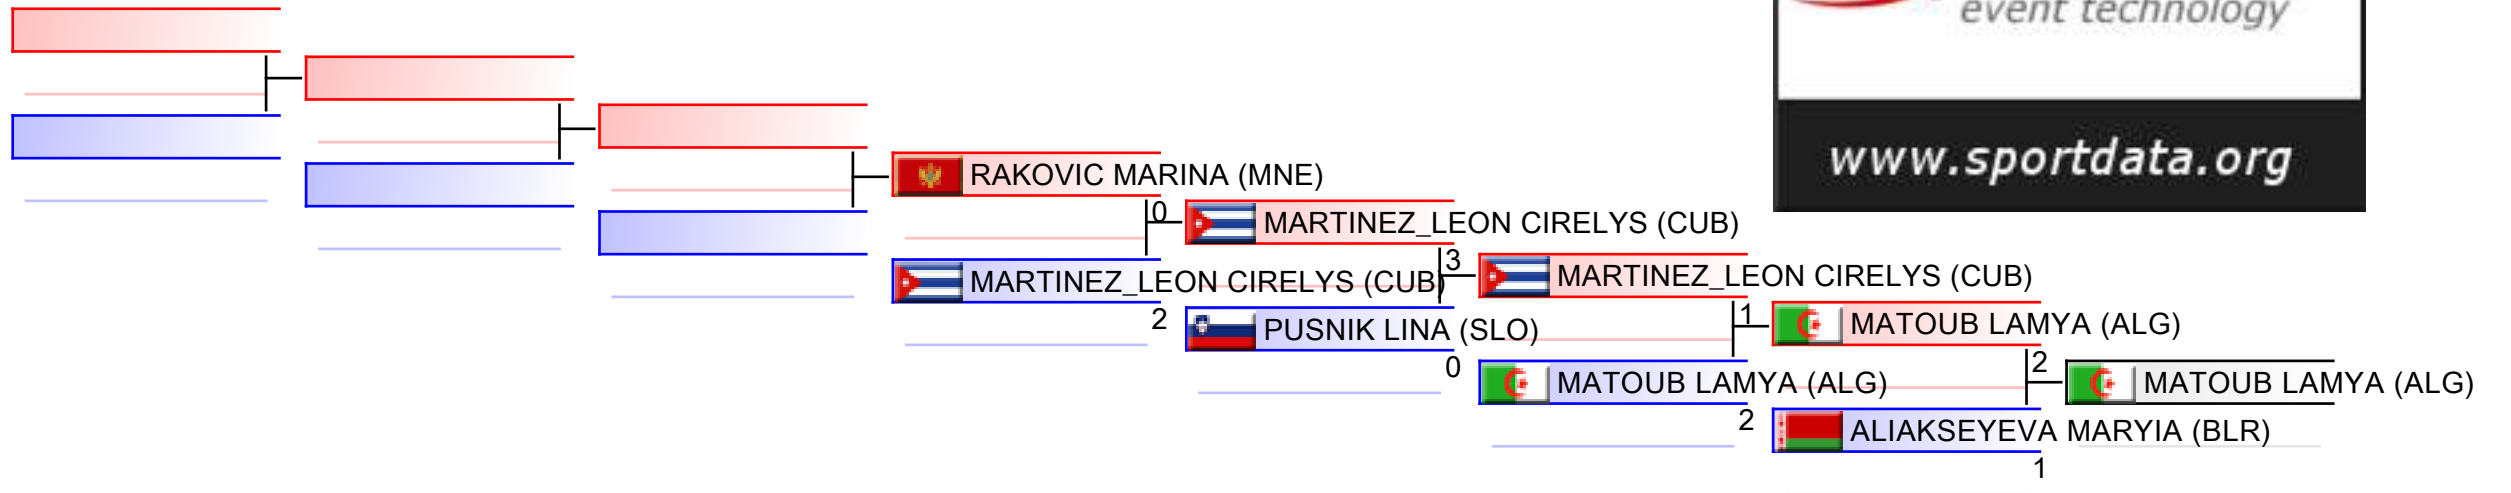 event technology
www.sportdata.org
RAKOVIC MARINA (MNE)
0
MARTINEZ_LEON CIRELYS (CUB)
MARTINEZ_LEON CIRELYS (CUB)
2
3
MARTINEZ_LEON CIRELYS (CUB)
PUSNIK LINA (SLO)
0
1
MATOUB LAMYA (ALG)
MATOUB LAMYA (ALG)
2
2
MATOUB LAMYA (ALG)
ALIAKSEYEVA MARYIA (BLR)
1